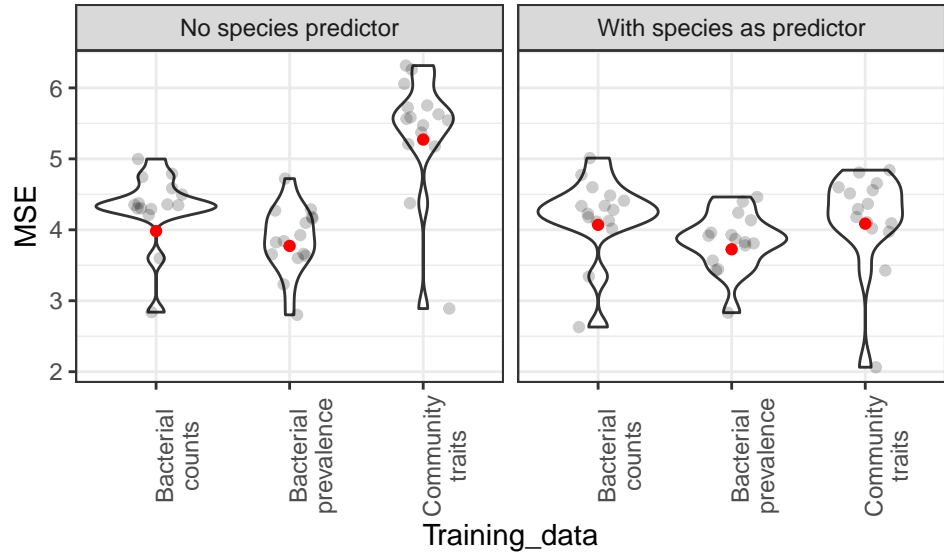 No species predictor
With species as predictor
MSE
6
5
4
3
2
Bacterial
counts
Bacterial
prevalence
Community
traits
Bacterial
counts
Bacterial
prevalence
Community
traits
Training_data